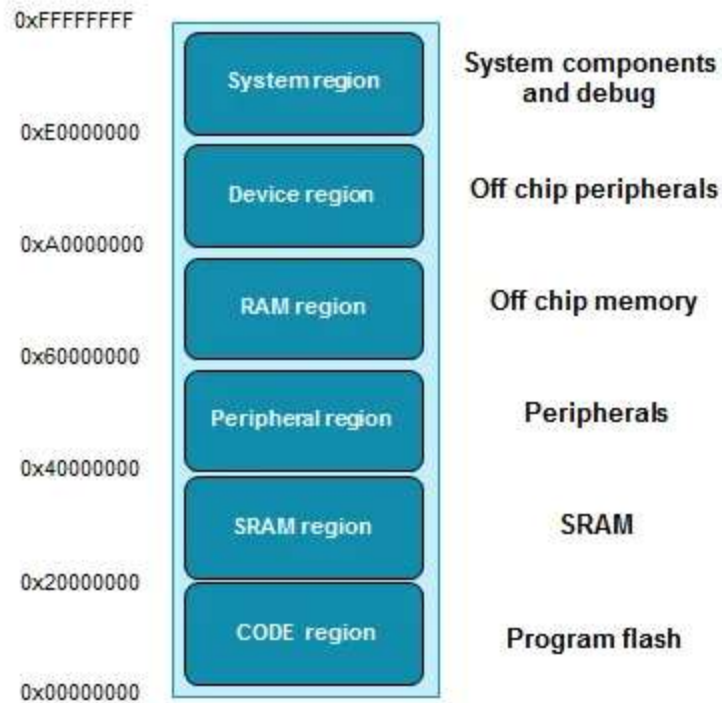 0xFFFFFFFF
System region
System components
and debug
0xE0000000
Device region
Off chip peripherals
0xA0000000
RAM region
Off chip memory
0x60000000
Peripheral region
Peripherals
0x40000000
SRAM region
SRAM
0x20000000
CODE region
Program flash
0x00000000